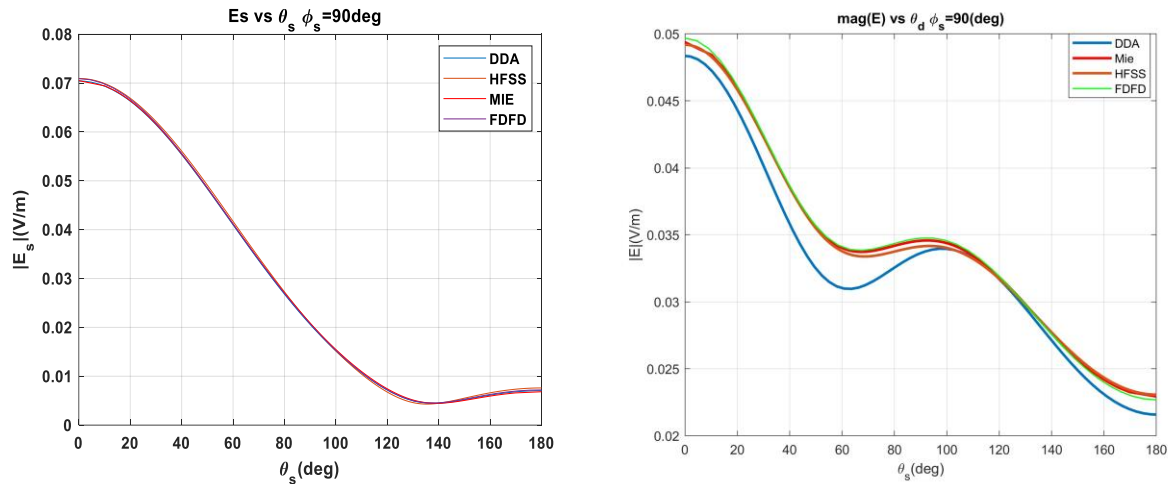 Es vs θs ϕs=90deg
0.08
0.07
0.06
0.05
0.04
0.03
0.02
0.01
0
|Es|(V/m)
0 20 40 60 80 100 120 140 160 180
θs(deg)
DDA
HFSS
MIE
FDFD
mag(E) vs θd ϕs=90(deg)
0.05
0.045
0.04
0.035
0.03
0.025
0.02
|E|(V/m)
0 20 40 60 80 100 120 140 160 180
θs(deg)
DDA
Mie
HFSS
FDFD